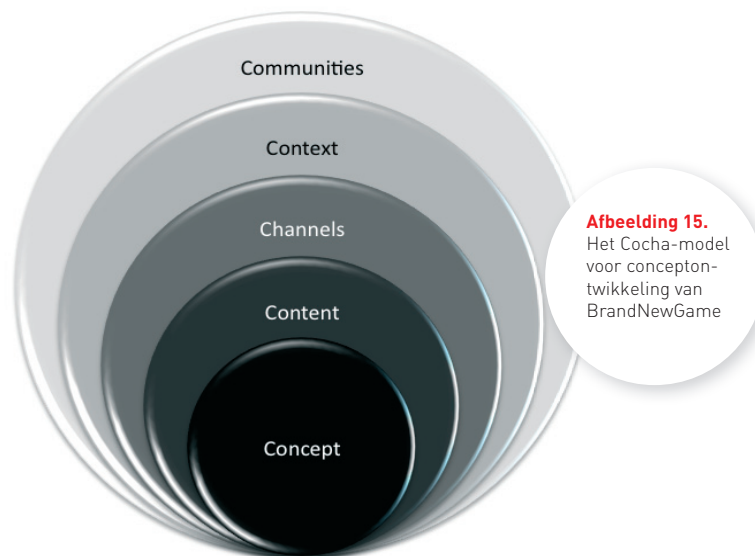 Communities
Context
Channels
Content
Concept
Afbeelding 15.
Het Cocha-model
voor concepton-
twikkeling van
BrandNewGame